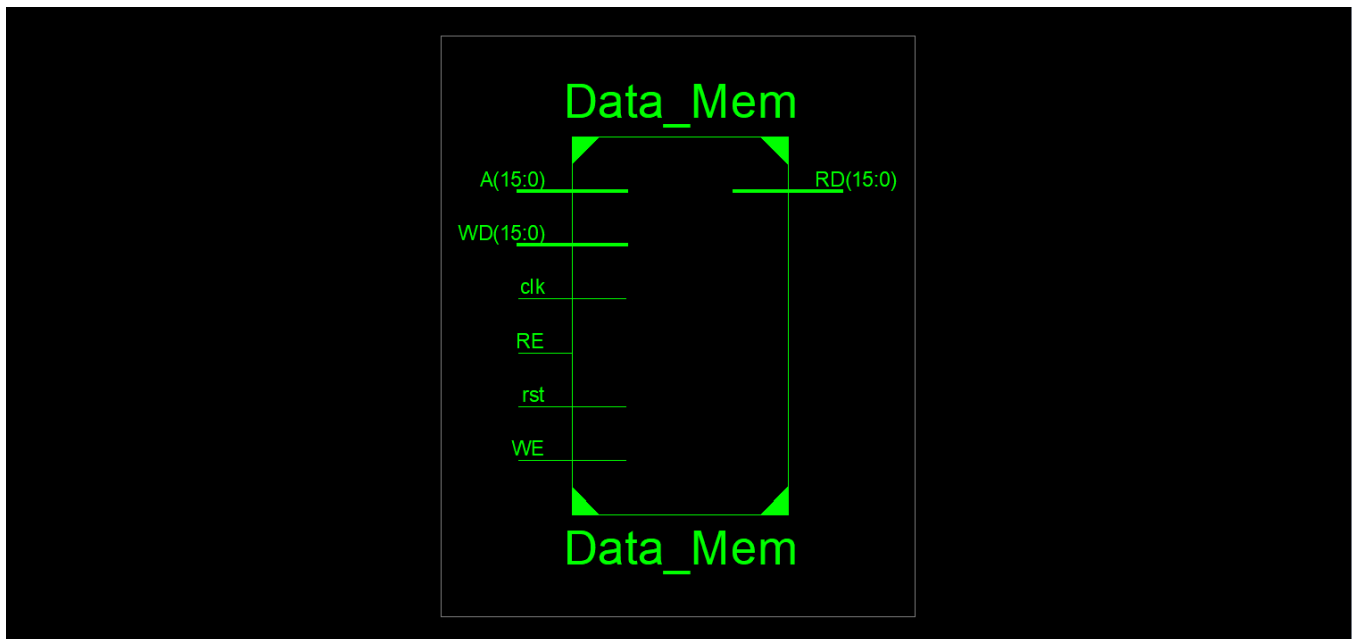 Data_Mem
A(15:0)
RD(15:0)
WD(15:0)
clk
RE
rst
WE
Data_Mem